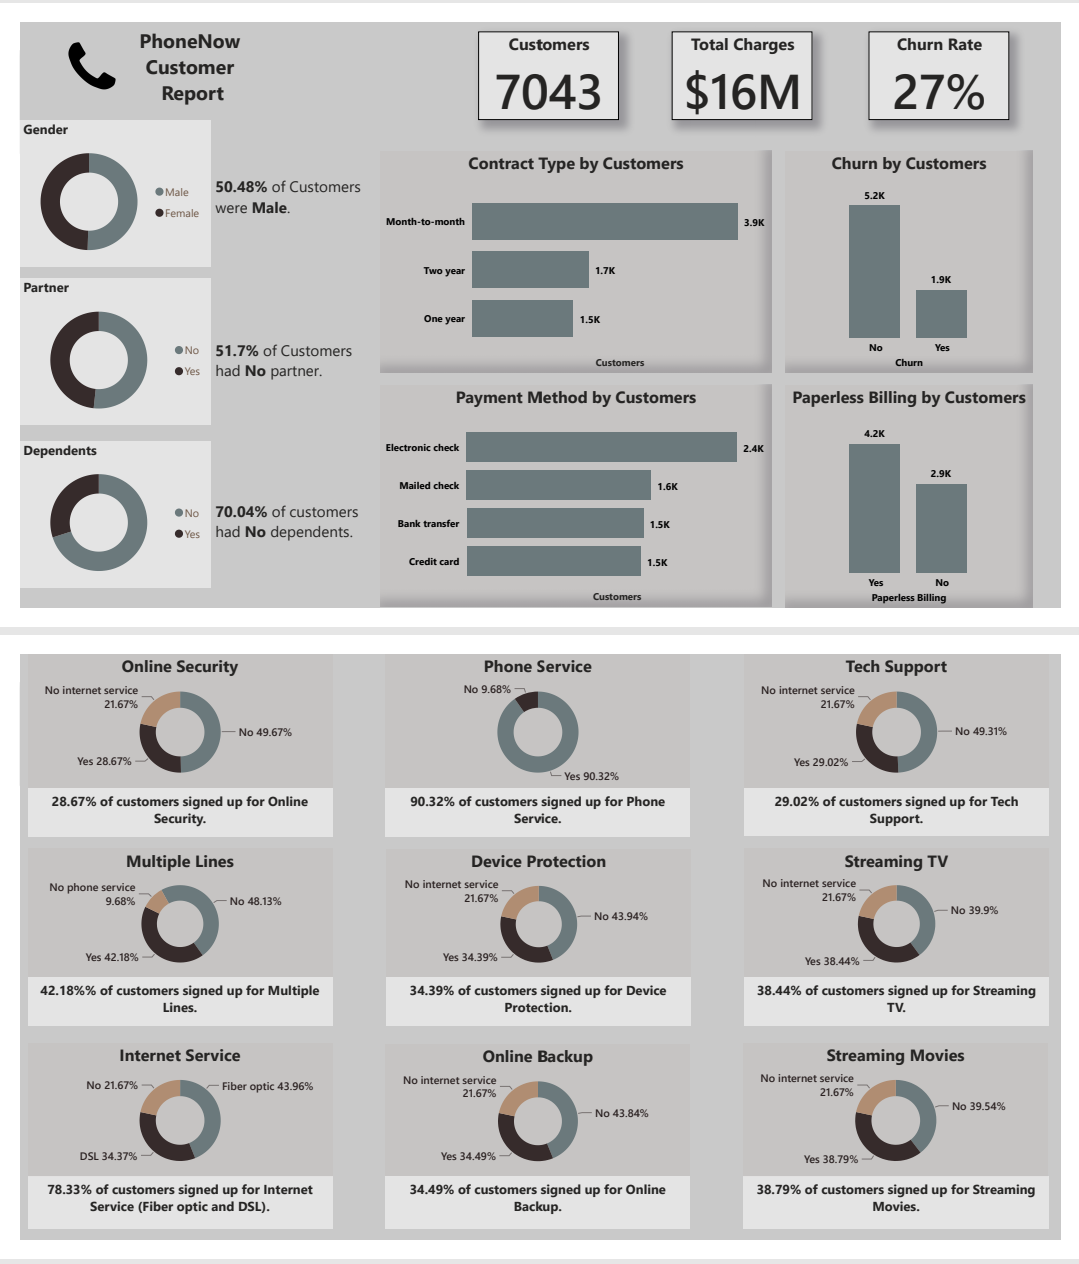 PhoneNow
Customer
Report
Customers
7043
Total Charges
$16M
Churn Rate
27%
Gender
Male
Female
50.48% of Customers
were Male.
Partner
No
Yes
51.7% of Customers
had No partner.
Dependents
No
Yes
70.04% of customers
had No dependents.
Contract Type by Customers
Month-to-month
3.9K
Two year
1.7K
One year
1.5K
Customers
Churn by Customers
5.2K
1.9K
No
Yes
Churn
Payment Method by Customers
Electronic check
2.4K
Mailed check
1.6K
Bank transfer
1.5K
Credit card
1.5K
Customers
Paperless Billing by Customers
4.2K
2.9K
Yes
No
Paperless Billing
Online Security
No internet service
21.67%
No 49.67%
Yes 28.67%
28.67% of customers signed up for Online
Security.
Phone Service
No 9.68%
Yes 90.32%
90.32% of customers signed up for Phone
Service.
Tech Support
No internet service
21.67%
No 49.31%
Yes 29.02%
29.02% of customers signed up for Tech
Support.
Multiple Lines
No phone service
9.68%
No 48.13%
Yes 42.18%
42.18%% of customers signed up for Multiple
Lines.
Device Protection
No internet service
21.67%
No 43.94%
Yes 34.39%
34.39% of customers signed up for Device
Protection.
Streaming TV
No internet service
21.67%
No 39.9%
Yes 38.44%
38.44% of customers signed up for Streaming
TV.
Internet Service
No 21.67%
Fiber optic 43.96%
DSL 34.37%
78.33% of customers signed up for Internet
Service (Fiber optic and DSL).
Online Backup
No internet service
21.67%
No 43.84%
Yes 34.49%
34.49% of customers signed up for Online
Backup.
Streaming Movies
No internet service
21.67%
No 39.54%
Yes 38.79%
38.79% of customers signed up for Streaming
Movies.